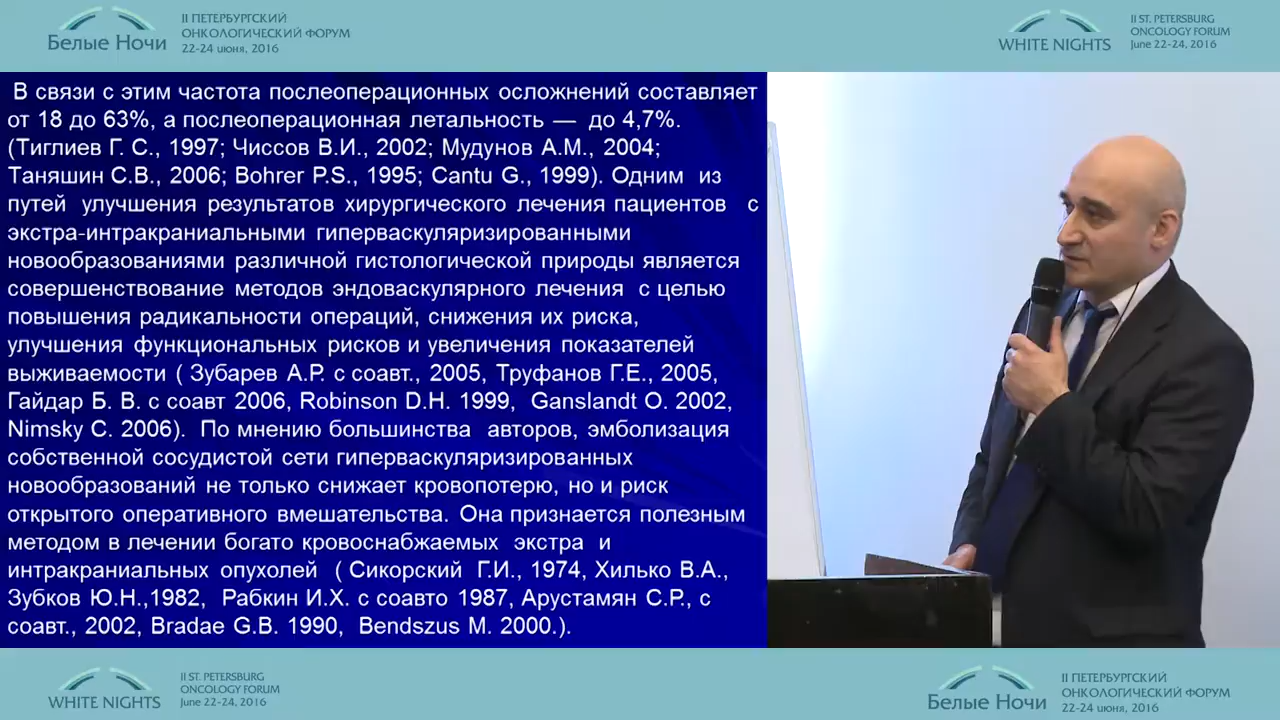 Белые Ночи
II ПЕТЕРБУРГСКИЙ
ОНКОЛОГИЧЕСКИЙ ФОРУМ
22-24 июня, 2016
WHITE NIGHTS
II ST. PETERSBURG
ONCOLOGY FORUM
June 22-24, 2016
В связи с этим частота послеоперационных осложнений составляет
от 18 до 63%, а послеоперационная летальность — до 4,7%.
(Тиглиев Г. С., 1997; Чиссов В.И., 2002; Мудунов А.М., 2004;
Таняшин С.В., 2006; Bohrer P.S., 1995; Cantu G., 1999). Одним из
путей улучшения результатов хирургического лечения пациентов с
экстра-интракраниальными гиперваскуляризированными
новообразованиями различной гистологической природы является
совершенствование методов эндоваскулярного лечения с целью
повышения радикальности операций, снижения их риска,
улучшения функциональных рисков и увеличения показателей
выживаемости ( Зубарев А.Р. с соавт., 2005, Труфанов Г.Е., 2005,
Гайдар Б. В. с соавт 2006, Robinson D.H. 1999, Ganslandt O. 2002,
Nimsky C. 2006). По мнению большинства авторов, эмболизация
собственной сосудистой сети гиперваскуляризированных
новообразований не только снижает кровопотерю, но и риск
открытого оперативного вмешательства. Она признается полезным
методом в лечении богато кровоснабжаемых экстра и
интракраниальных опухолей ( Сикорский Г.И., 1974, Хилько В.А.,
Зубков Ю.Н.,1982, Рабкин И.Х. с соавто 1987, Арустамян С.Р., с
соавт., 2002, Bradae G.B. 1990, Bendszus M. 2000.).
WHITE NIGHTS
II ST. PETERSBURG
ONCOLOGY FORUM
June 22-24, 2016
Белые Ночи
II ПЕТЕРБУРГСКИЙ
ОНКОЛОГИЧЕСКИЙ ФОРУМ
22-24 июня, 2016